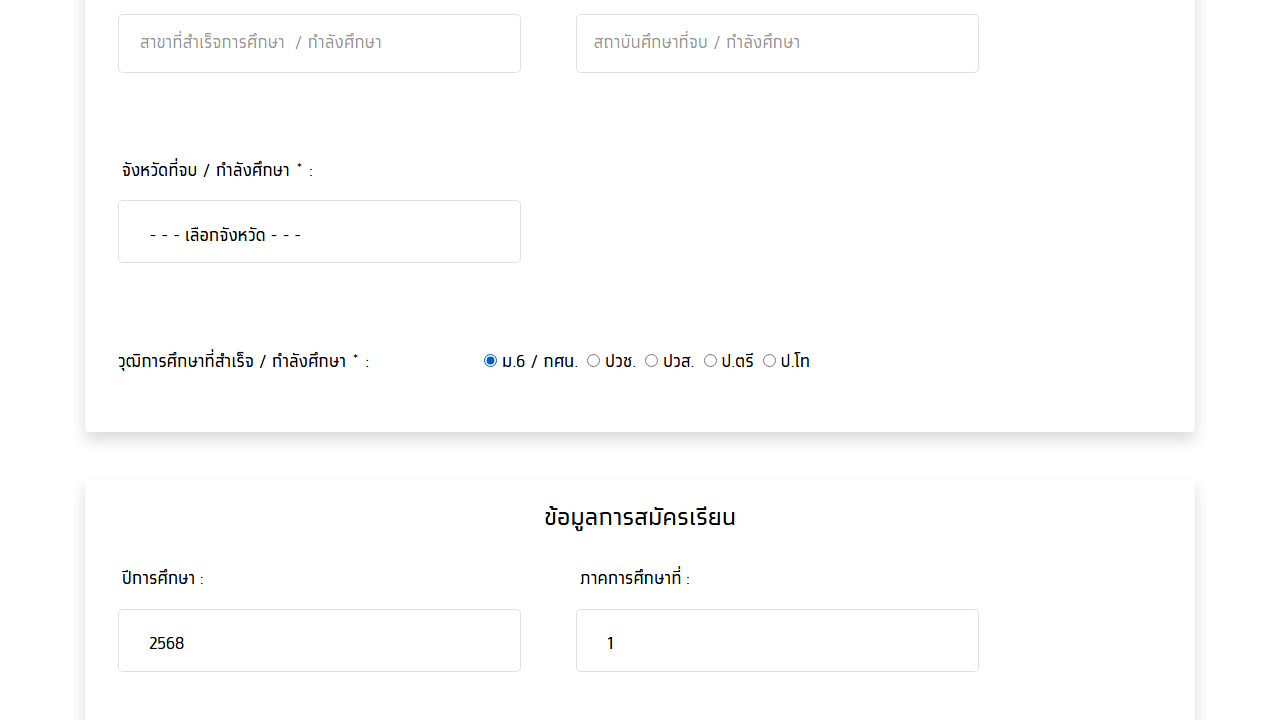 สาขาที่สำเร็จการศึกษา / กำลังศึกษา
สถาบันศึกษาที่จบ / กำลังศึกษา
จังหวัดที่จบ / กำลังศึกษา * :
- - - เลือกจังหวัด - - -
วุฒิการศึกษาที่สำเร็จ / กำลังศึกษา * :
ม.6 / กศน. ปวช. ปวส. ป.ตรี ป.โท
ข้อมูลการสมัครเรียน
ปีการศึกษา :
ภาคการศึกษาที่ :
2568
1